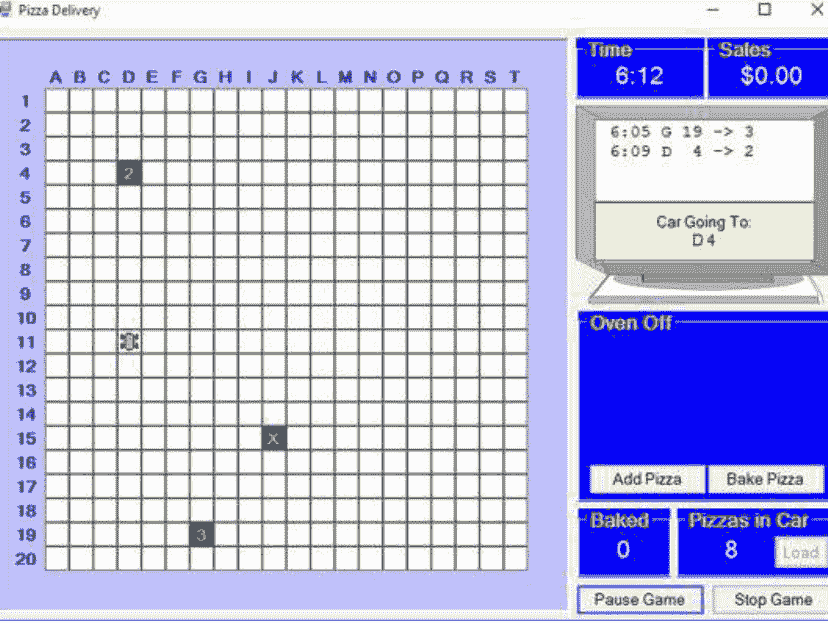 Pizza Delivery
A B C D E F G H I J K L M N O P Q R S T
1
2
3
4
5
6
7
8
9
10
11
12
13
14
15
16
17
18
19
20
2
X
3
Time
6:12
Sales
$0.00
6:05 G 19 -> 3
6:09 D 4 -> 2
Car Going To:
D 4
Oven Off
Add Pizza
Bake Pizza
Baked
0
Pizzas in Car
8
Load
Pause Game
Stop Game